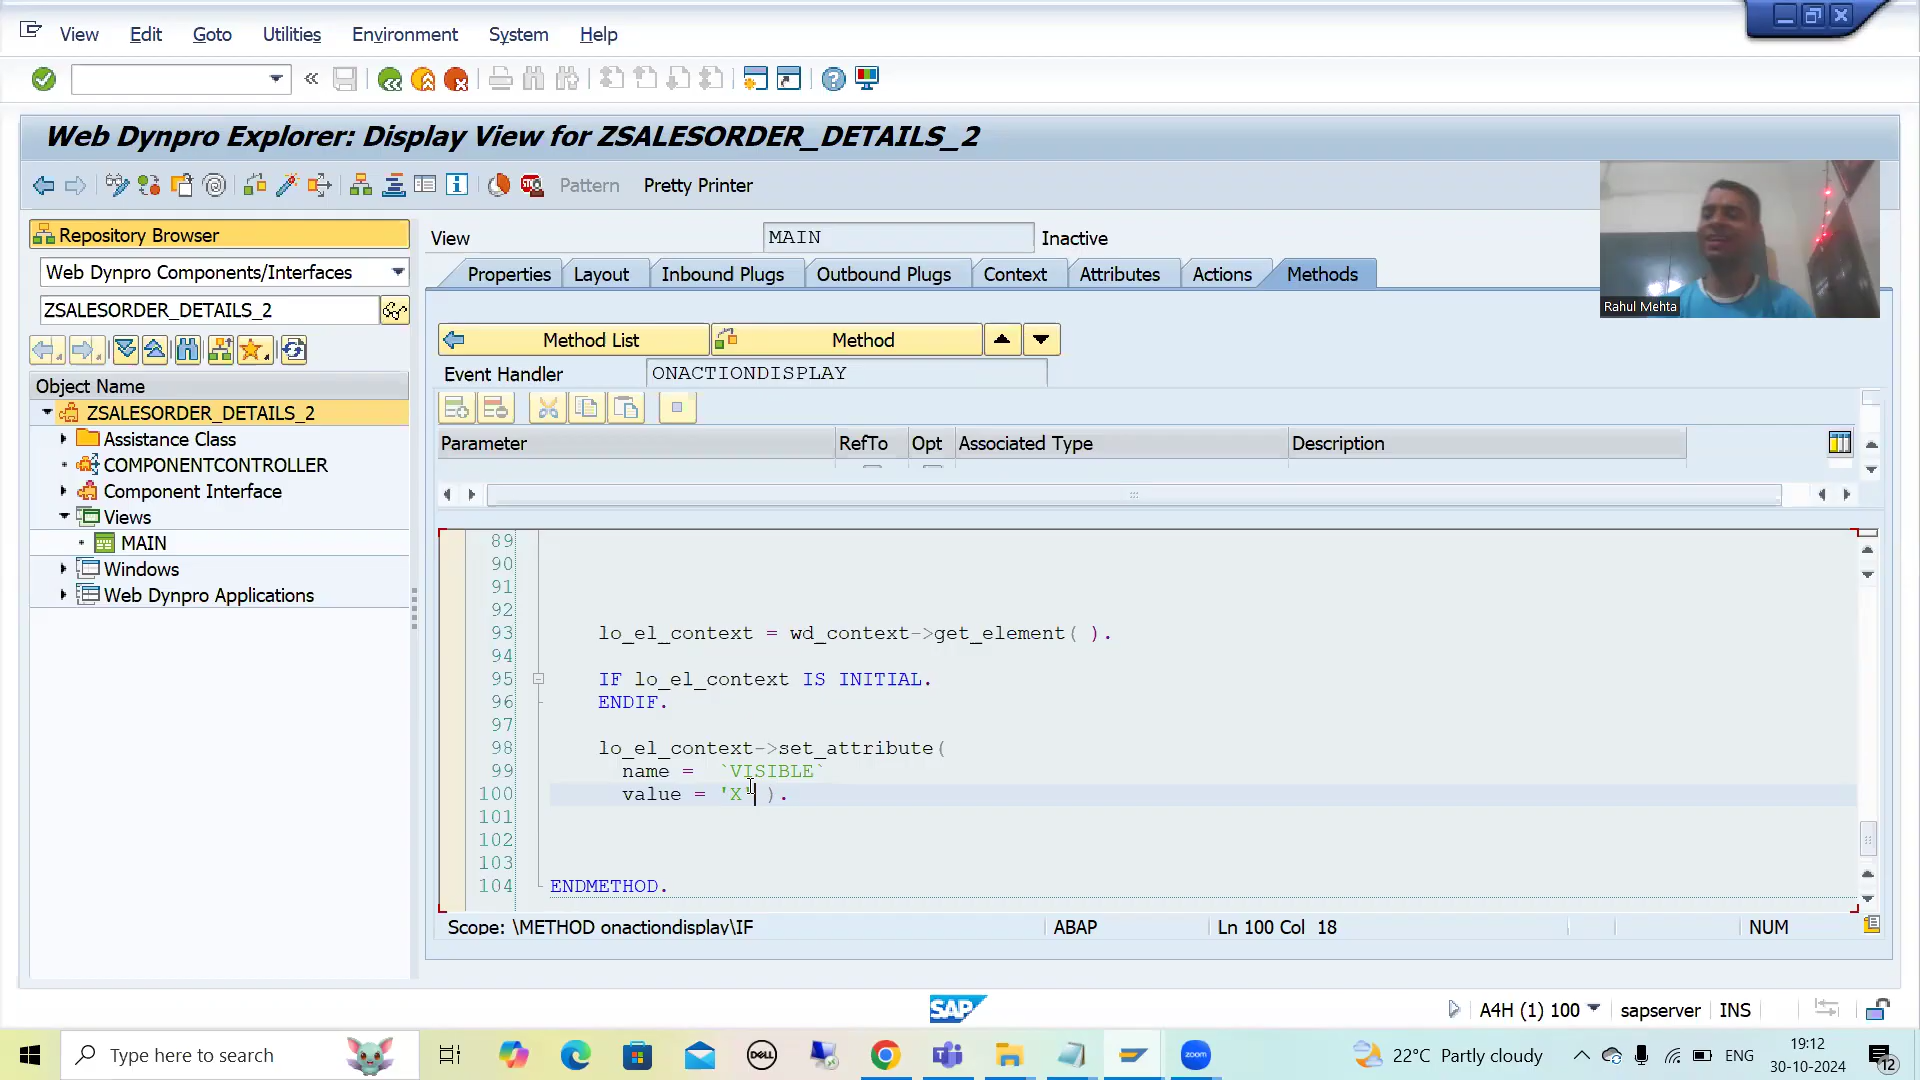 View Edit Goto Utilities Environment System Help
Web Dynpro Explorer: Display View for ZSALESORDER_DETAILS_2
Pattern Pretty Printer
Repository Browser
Web Dynpro Components/Interfaces
ZSALESORDER_DETAILS_2
Object Name
ZSALESORDER_DETAILS_2
Assistance Class
COMPONENTCONTROLLER
Component Interface
Views
MAIN
Windows
Web Dynpro Applications
View MAIN Inactive
Properties Layout Inbound Plugs Outbound Plugs Context Attributes Actions Methods
Method List Method
Event Handler ONACTIONDISPLAY
Parameter RefTo Opt Associated Type Description
89
90
91
92
93 lo_el_context = wd_context->get_element( ).
94
95 IF lo_el_context IS INITIAL.
96 ENDIF.
97
98 lo_el_context->set_attribute(
99 name = `VISIBLE`
100 value = 'X' ).
101
102
103
104 ENDMETHOD.
Scope: \METHOD onactiondisplay\IF ABAP Ln 100 Col 18 NUM
Rahul Mehta
SAP
A4H (1) 100 sapserver INS
Type here to search
DELL
zoom
22°C Partly cloudy
ENG
19:12
30-10-2024
12